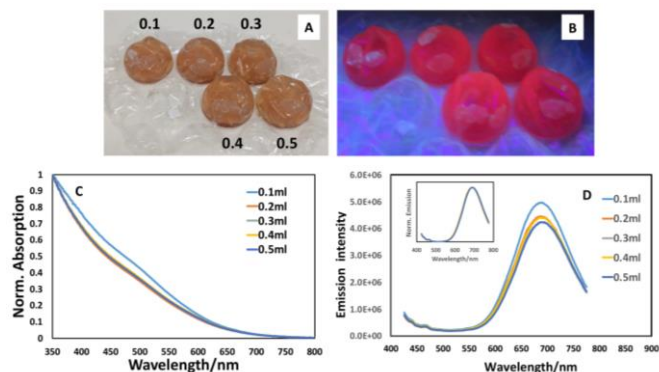 0.1 0.2 0.3 A
0.4 0.5
B
C
0.1ml
0.2ml
0.3ml
0.4ml
0.5ml
Norm. Absorption
1
0.9
0.8
0.7
0.6
0.5
0.4
0.3
0.2
0.1
0
350 400 450 500 550 600 650 700 750 800
Wavelength/nm
D
0.1ml
0.2ml
0.3ml
0.4ml
0.5ml
Emission intensity
6.0E+06
5.0E+06
4.0E+06
3.0E+06
2.0E+06
1.0E+06
0.0E+00
400 450 500 550 600 650 700 750 800 850 900
Wavelength/nm
Norm. Emission
400 500 600 700 800
Wavelength/nm